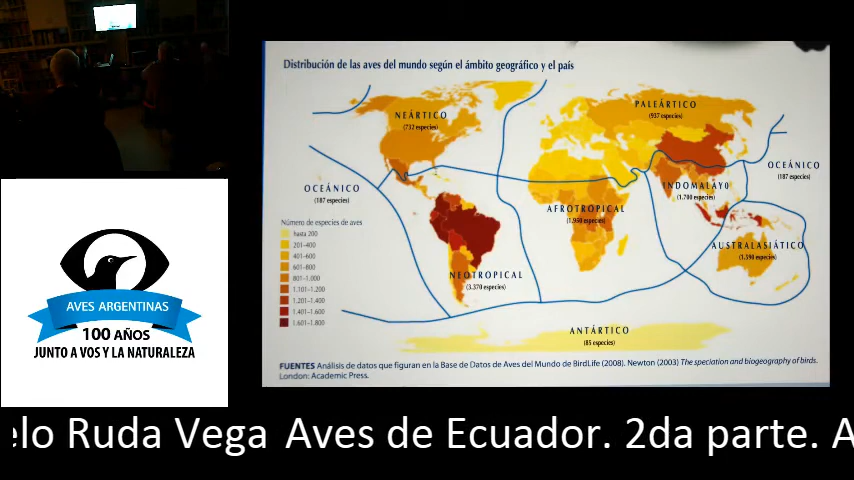 Distribución de las aves del mundo según el ámbito geográfico y el país
NEÁRTICO
(732 especies)
PALEÁRTICO
(937 especies)
OCEÁNICO
(187 especies)
OCEÁNICO
(187 especies)
INDOMALAYO
(1.700 especies)
AFROTROPICAL
(1.950 especies)
AUSTRALASIÁTICO
(1.590 especies)
NEOTROPICAL
(3.370 especies)
ANTÁRTICO
(85 especies)
Número de especies de aves
hasta 200
201–400
401–600
601–800
801–1.000
1.101–1.200
1.201–1.400
1.401–1.600
1.601–1.800
FUENTES Análisis de datos que figuran en la Base de Datos de Aves del Mundo de BirdLife (2008). Newton (2003) The speciation and biogeography of birds.
London: Academic Press.
AVES ARGENTINAS
100 AÑOS
JUNTO A VOS Y LA NATURALEZA
elo Ruda Vega Aves de Ecuador. 2da parte. A